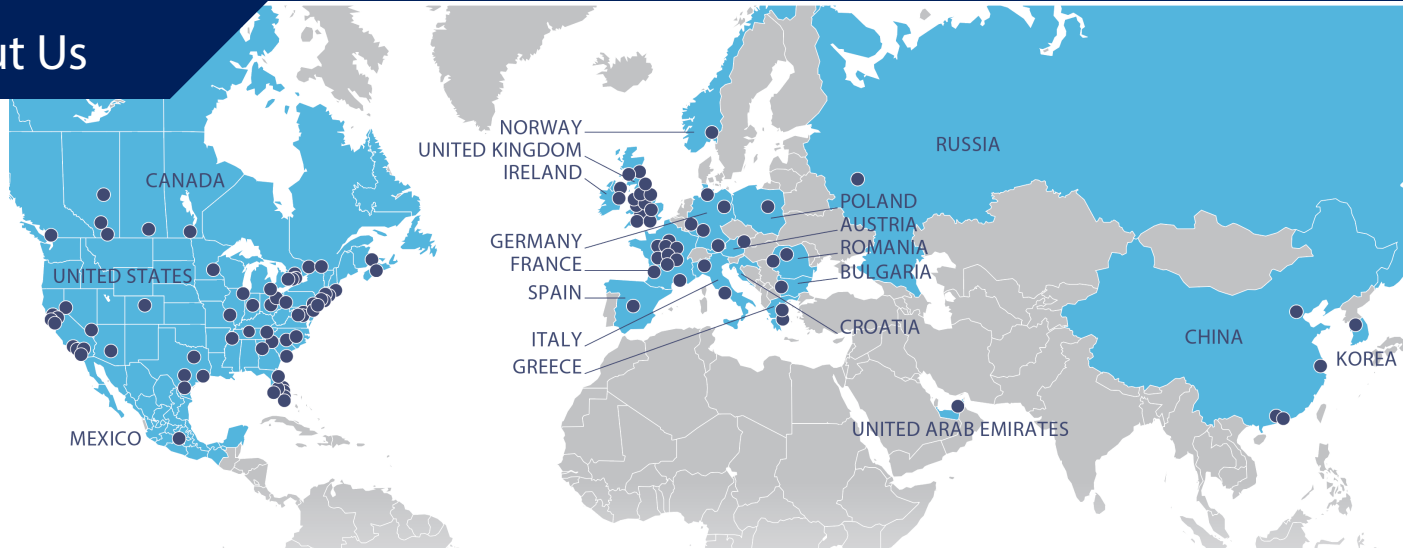 ut Us
NORWAY
UNITED KINGDOM
IRELAND
RUSSIA
CANADA
POLAND
AUSTRIA
GERMANY
ROMANIA
FRANCE
BULGARIA
UNITED STATES
SPAIN
CROATIA
ITALY
CHINA
GREECE
KOREA
UNITED ARAB EMIRATES
MEXICO